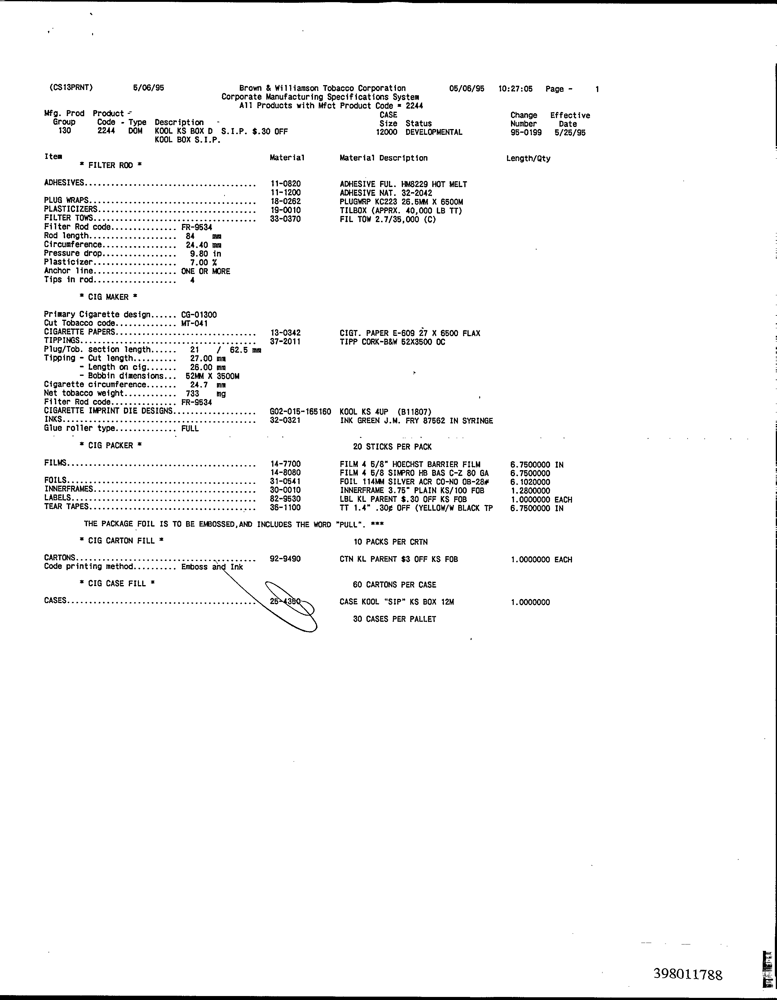 (CS13PRNT) 5/06/95 Brown & Williamson Tobacco Corporation 05/06/95 10:27:05 Page - 1
Corporate Manufacturing Specifications System
All Products with Mfct Product Code = 2244
Mfg. Prod Product - CASE Change Effective
Group Code - Type Description - Size Status Number Date
130 2244 DOM KOOL KS BOX D S.I.P. $.30 OFF 12000 DEVELOPMENTAL 95-0199 5/25/95
KOOL BOX S.I.P.
Item Material Material Description Length/Qty
* FILTER ROD *
ADHESIVES........................................ 11-0820 ADHESIVE FUL. HM8229 HOT MELT
11-1200 ADHESIVE NAT. 32-2042
PLUG WRAPS....................................... 18-0262 PLUGWRP KC223 26.5MM X 6500M
PLASTICIZERS..................................... 19-0010 TILBOX (APPRX. 40,000 LB TT)
FILTER TOWS...................................... 33-0370 FIL TOW 2.7/35,000 (C)
Filter Rod code............... FR-9534
Rod length.................... 84 mm
Circumference................. 24.40 mm
Pressure drop................. 9.80 in
Plasticizer................... 7.00 %
Anchor line................... ONE OR MORE
Tips in rod................... 4
* CIG MAKER *
Primary Cigarette design...... CG-01300
Cut Tobacco code.............. MT-041
CIGARETTE PAPERS................................ 13-0342 CIGT. PAPER E-609 27 X 6500 FLAX
TIPPINGS........................................ 37-2011 TIPP CORK-B&W 52X3500 OC
Plug/Tob. section length...... 21 / 62.5 mm
Tipping - Cut length.......... 27.00 mm
- Length on cig....... 26.00 mm
- Bobbin dimensions... 52MM X 3500M
Cigarette circumference....... 24.7 mm
Net tobacco weight............ 733 mg
Filter Rod code............... FR-9534
CIGARETTE IMPRINT DIE DESIGNS................... G02-015-165160 KOOL KS 4UP (B11807)
INKS............................................ 32-0321 INK GREEN J.M. FRY 87562 IN SYRINGE
Glue roller type.............. FULL
* CIG PACKER * 20 STICKS PER PACK
FILMS........................................... 14-7700 FILM 4 5/8" HOECHST BARRIER FILM 6.7500000 IN
14-8080 FILM 4 5/8 SIMPRO HB BAS C-Z 80 GA 6.7500000
FOILS........................................... 31-0541 FOIL 114MM SILVER ACR CO-NO OB-28# 6.1020000
INNERFRAMES..................................... 30-0010 INNERFRAME 3.75" PLAIN KS/100 FOB 1.2800000
LABELS.......................................... 82-9530 LBL KL PARENT $.30 OFF KS FOB 1.0000000 EACH
TEAR TAPES...................................... 36-1100 TT 1.4" .30¢ OFF (YELLOW/W BLACK TP 6.7500000 IN
THE PACKAGE FOIL IS TO BE EMBOSSED,AND INCLUDES THE WORD "PULL". ***
* CIG CARTON FILL * 10 PACKS PER CRTN
CARTONS......................................... 92-9490 CTN KL PARENT $3 OFF KS FOB 1.0000000 EACH
Code printing method.......... Emboss and Ink
* CIG CASE FILL * 60 CARTONS PER CASE
CASES........................................... 26-4350 CASE KOOL "SIP" KS BOX 12M 1.0000000
30 CASES PER PALLET
398011788